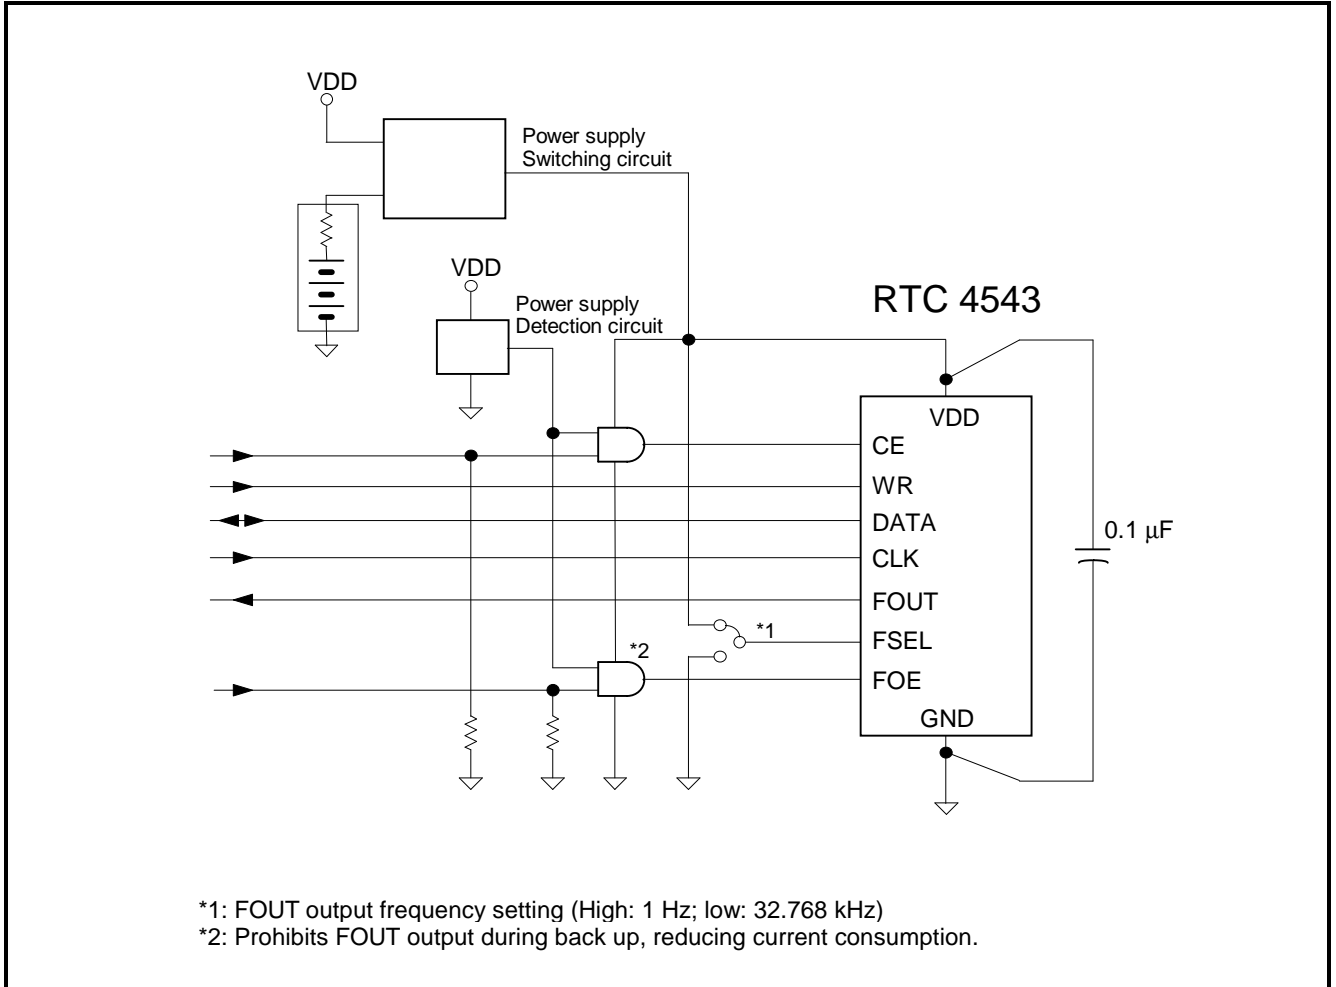 VDD
Power supply
Switching circuit
VDD
Power supply
Detection circuit
RTC 4543
VDD
CE
WR
DATA
0.1 μF
CLK
FOUT
*1
FSEL
*2
FOE
GND
*1: FOUT output frequency setting (High: 1 Hz; low: 32.768 kHz)
*2: Prohibits FOUT output during back up, reducing current consumption.